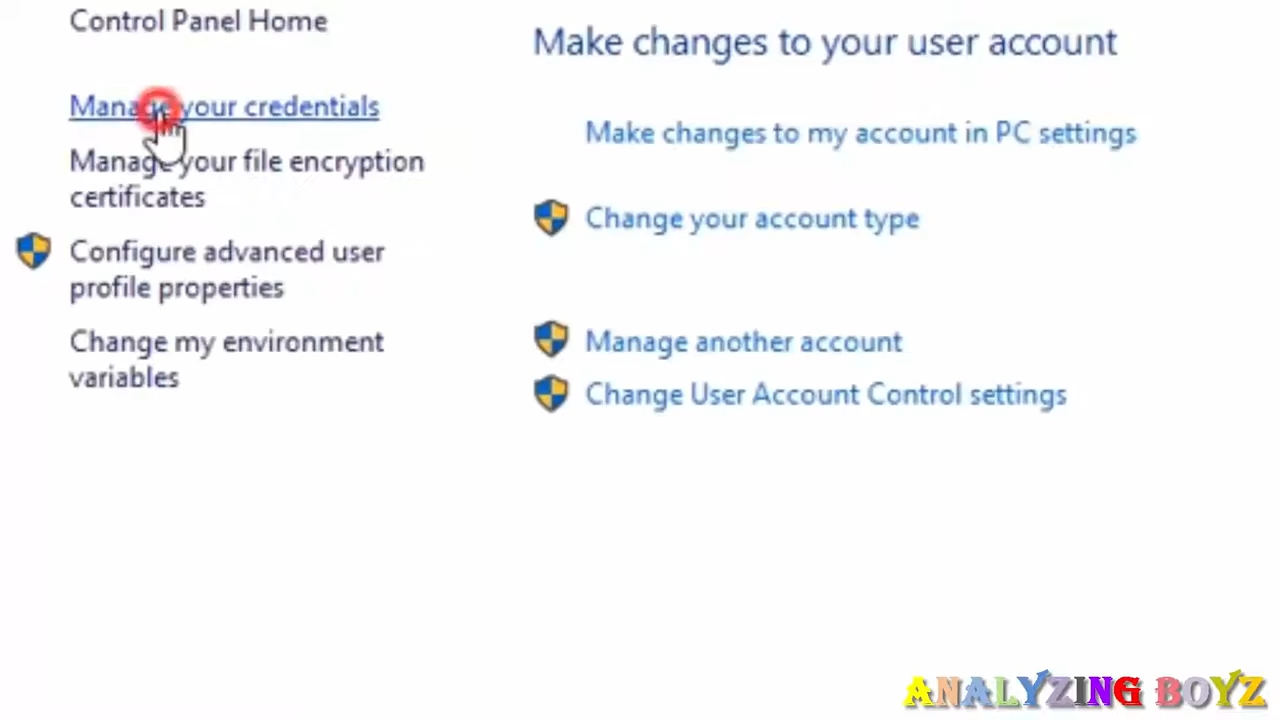 Control Panel Home
Manage your credentials
Manage your file encryption
certificates
Configure advanced user
profile properties
Change my environment
variables
Make changes to your user account
Make changes to my account in PC settings
Change your account type
Manage another account
Change User Account Control settings
ANALYZING BOYZ